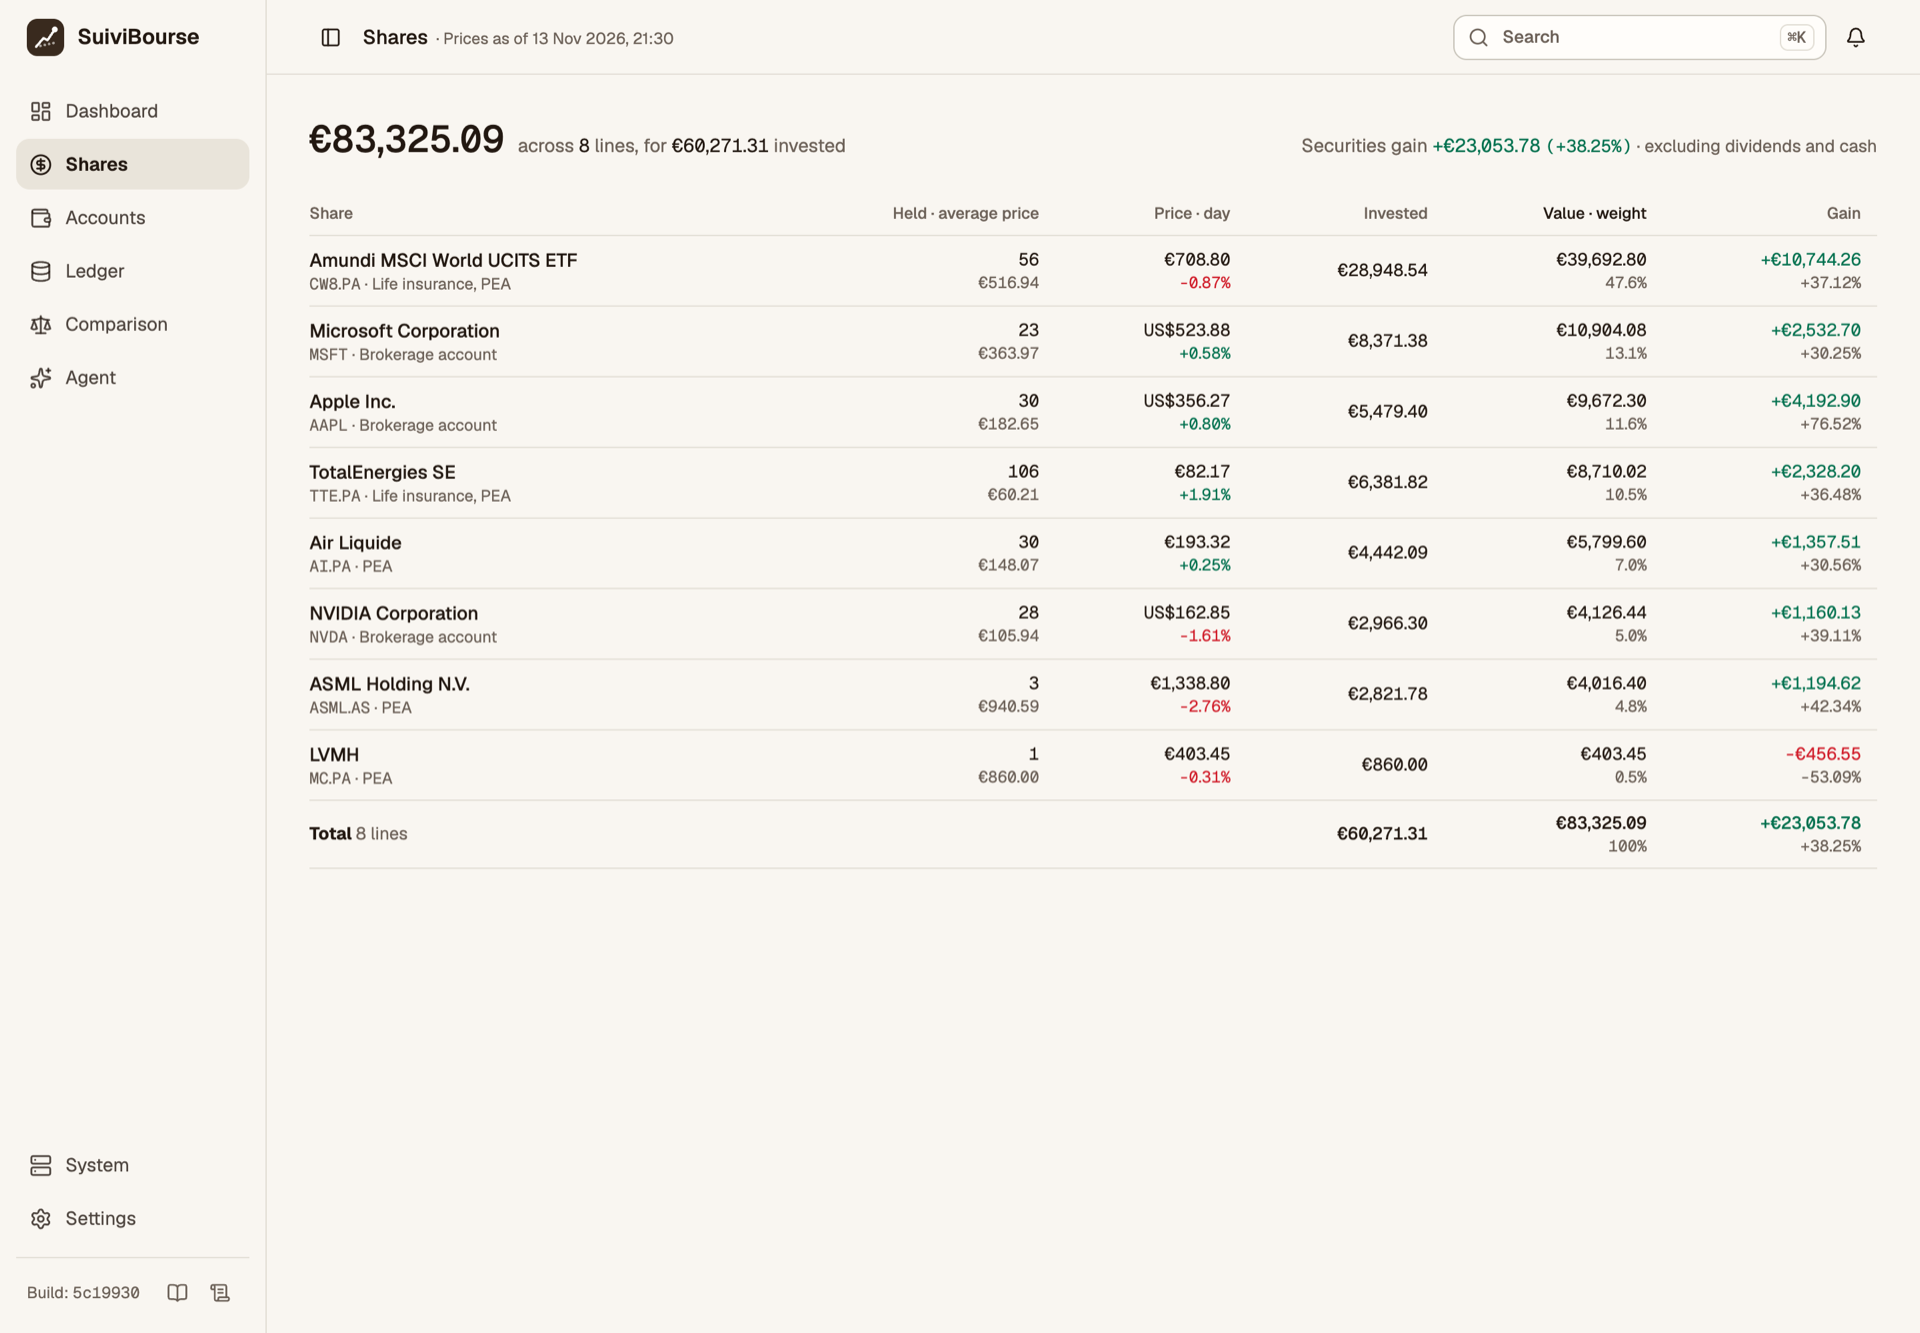 SuiviBourse
Shares · Prices as of 13 Nov 2026, 21:30
Search ⌘K
Dashboard
Shares
Accounts
Ledger
Comparison
Agent
€83,325.09 across 8 lines, for €60,271.31 invested
Securities gain +€23,053.78 (+38.25%) · excluding dividends and cash
Share Held · average price Price · day Invested Value · weight Gain
Amundi MSCI World UCITS ETF 56 €708.80 €28,948.54 €39,692.80 +€10,744.26
CW8.PA · Life insurance, PEA €516.94 -0.87% 47.6% +37.12%
Microsoft Corporation 23 US$523.88 €8,371.38 €10,904.08 +€2,532.70
MSFT · Brokerage account €363.97 +0.58% 13.1% +30.25%
Apple Inc. 30 US$356.27 €5,479.40 €9,672.30 +€4,192.90
AAPL · Brokerage account €182.65 +0.80% 11.6% +76.52%
TotalEnergies SE 106 €82.17 €6,381.82 €8,710.02 +€2,328.20
TTE.PA · Life insurance, PEA €60.21 +1.91% 10.5% +36.48%
Air Liquide 30 €193.32 €4,442.09 €5,799.60 +€1,357.51
AI.PA · PEA €148.07 +0.25% 7.0% +30.56%
NVIDIA Corporation 28 US$162.85 €2,966.30 €4,126.44 +€1,160.13
NVDA · Brokerage account €105.94 -1.61% 5.0% +39.11%
ASML Holding N.V. 3 €1,338.80 €2,821.78 €4,016.40 +€1,194.62
ASML.AS · PEA €940.59 -2.76% 4.8% +42.34%
LVMH 1 €403.45 €860.00 €403.45 -€456.55
MC.PA · PEA €860.00 -0.31% 0.5% -53.09%
Total 8 lines €60,271.31 €83,325.09 +€23,053.78
100% +38.25%
System
Settings
Build: 5c19930